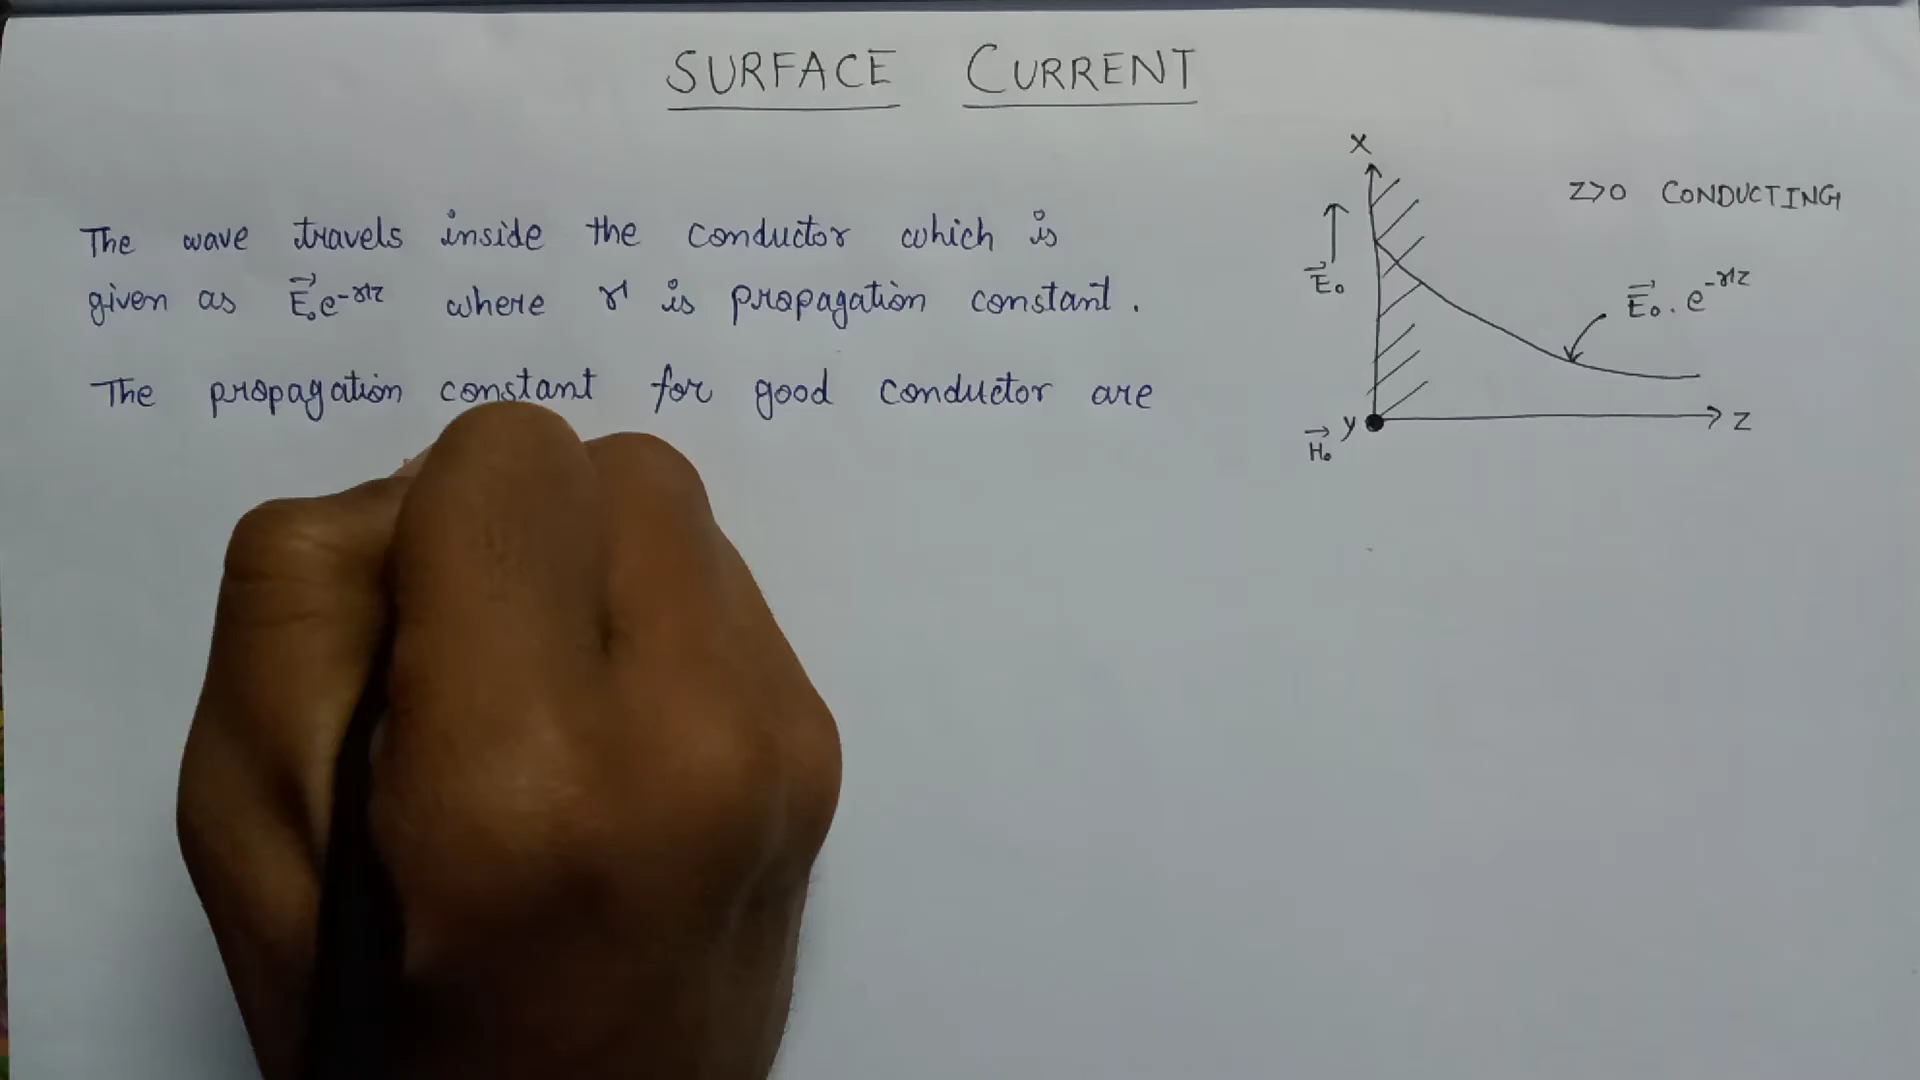 SURFACE CURRENT
The wave travels inside the conductor which is
given as E⃗₀e^-γz where γ is propagation constant.
The propagation constant for good conductor are
X
Z>0 CONDUCTING
E⃗₀
E⃗₀.e^-γz
y
Z
H⃗₀